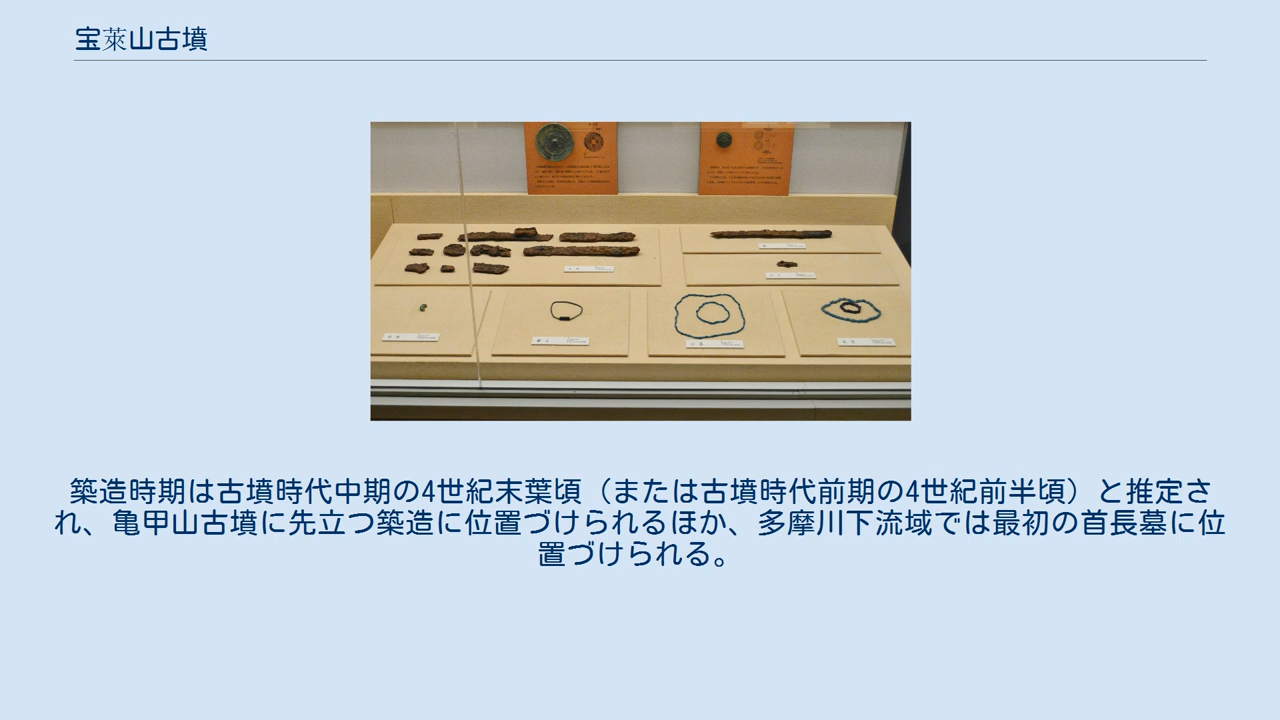 宝萊山古墳
築造時期は古墳時代中期の4世紀末葉頃（または古墳時代前期の4世紀前半頃）と推定さ
れ、亀甲山古墳に先立つ築造に位置づけられるほか、多摩川下流域では最初の首長墓に位
置づけられる。